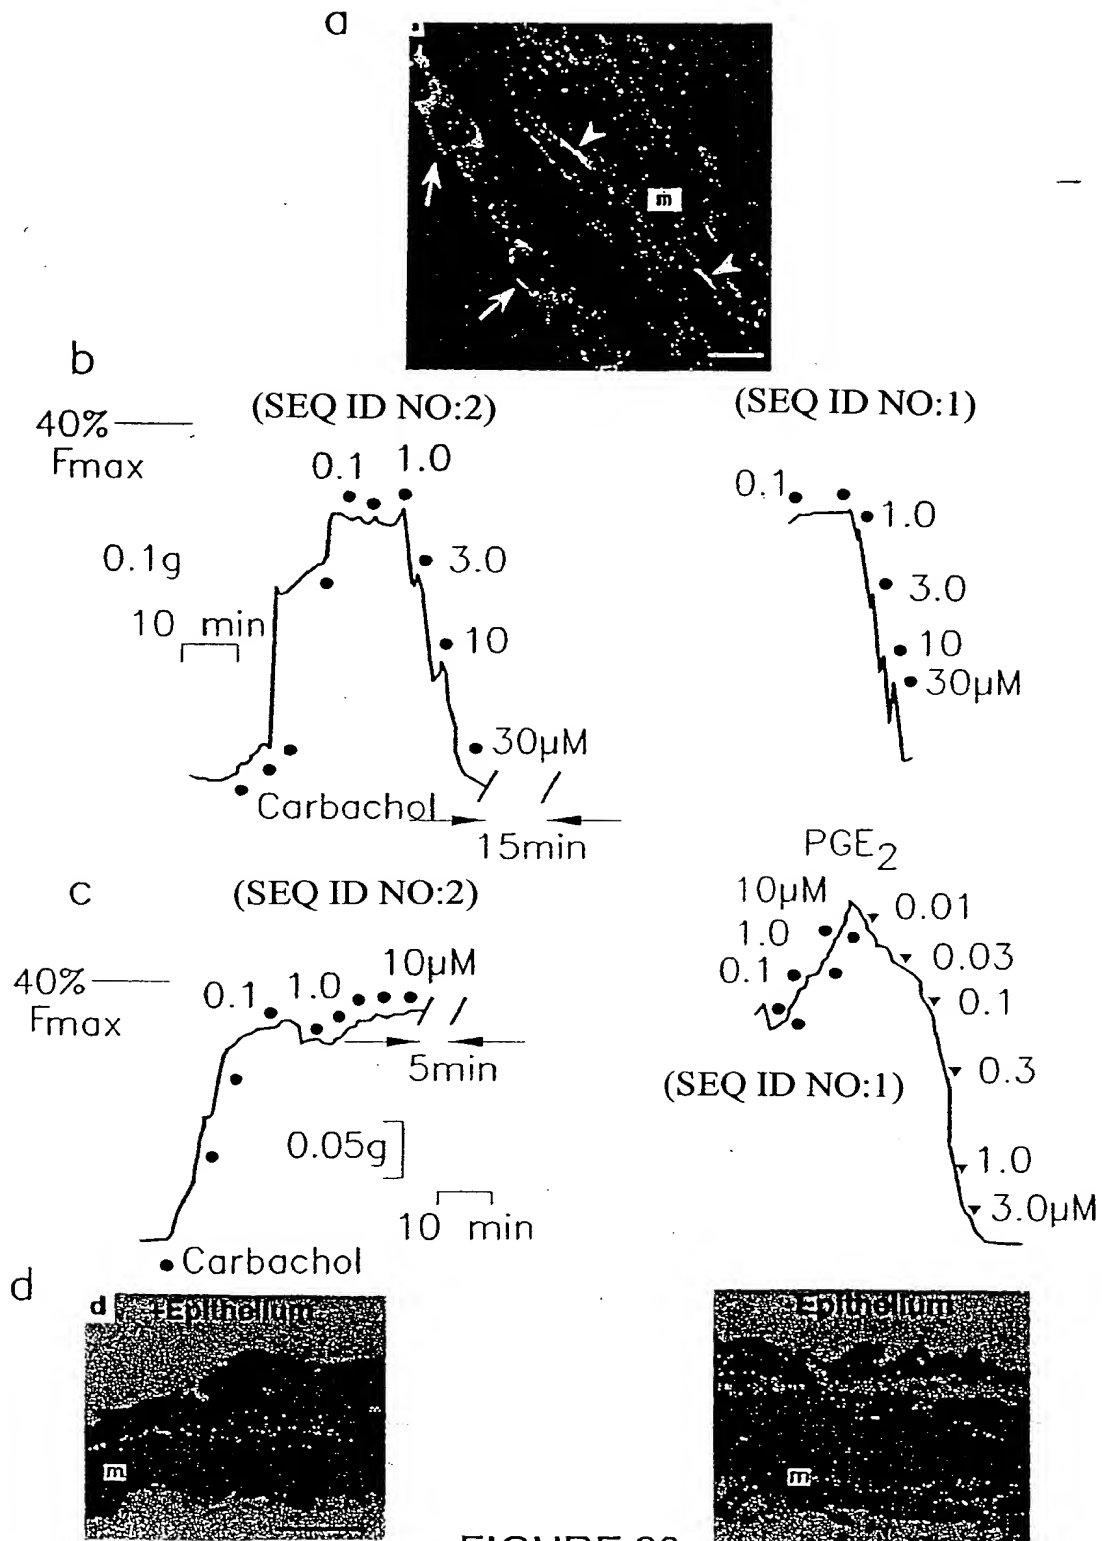 a
a
m
b
(SEQ ID NO:2)
(SEQ ID NO:1)
40%
Fmax
0.1
1.0
0.1g
3.0
10 min
10
30µM
Carbachol
15min
0.1
1.0
3.0
10
30µM
c
(SEQ ID NO:2)
40%
Fmax
0.1
1.0
10µM
5min
0.05g
10 min
Carbachol
PGE2
10µM
1.0
0.1
0.01
0.03
0.1
0.3
1.0
3.0µM
(SEQ ID NO:1)
d
d
+Epithelium
m
-Epithelium
m